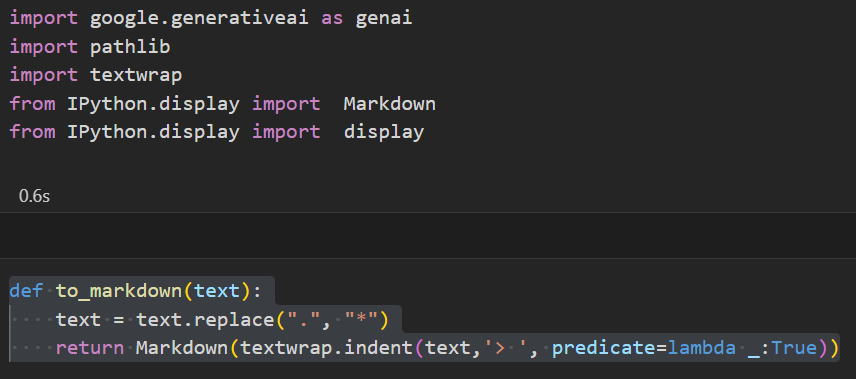 import google.generativeai as genai
import pathlib
import textwrap
from IPython.display import  Markdown
from IPython.display import  display
0.6s
def to_markdown(text):
    text = text.replace(".", "*")
    return Markdown(textwrap.indent(text,'> ', predicate=lambda _:True))